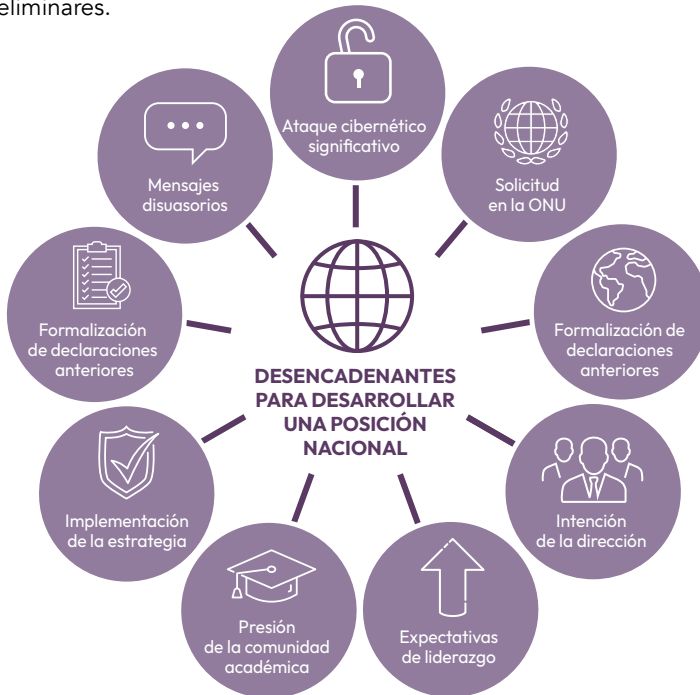 eliminares.
Ataque cibernético
significativo
Solicitud
en la ONU
Formalización de
declaraciones
anteriores
Intención
de la dirección
Expectativas
de liderazgo
Presión
de la comunidad
académica
Implementación
de la estrategia
Formalización
de declaraciones
anteriores
Mensajes
disuasorios
DESENCADENANTES
PARA DESARROLLAR
UNA POSICIÓN
NACIONAL